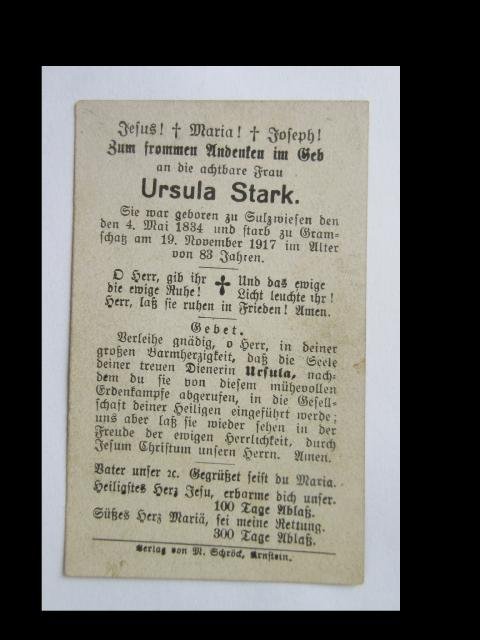 Jesus! † Maria! † Joseph!
Zum frommen Andenken im Geb
an die achtbare Frau
Ursula Stark.
Sie war geboren zu Sulzwiesen den
den 4. Mai 1834 und starb zu Gram-
schatz am 19. November 1917 im Alter
von 83 Jahren.
O Herr, gib ihr
die ewige Ruhe!
Und das ewige
Licht leuchte ihr!
Herr, laß sie ruhen in Frieden! Amen.
Gebet.
Verleihe gnädig, o Herr, in deiner
großen Barmherzigkeit, daß die Seele
deiner treuen Dienerin Ursula, nach-
dem du sie von diesem mühevollen
Erdenkampfe abgerufen, in die Gesell-
schaft deiner Heiligen eingeführt werde;
uns aber laß sie wieder sehen in der
Freude der ewigen Herrlichkeit, durch
Jesum Christum unsern Herrn. Amen.
Vater unser ꝛc. Gegrüßet seist du Maria.
Heiligstes Herz Jesu, erbarme dich unser.
100 Tage Ablaß.
Süßes Herz Mariä, sei meine Rettung.
300 Tage Ablaß.
Verlag von M. Schröck, Arnstein.